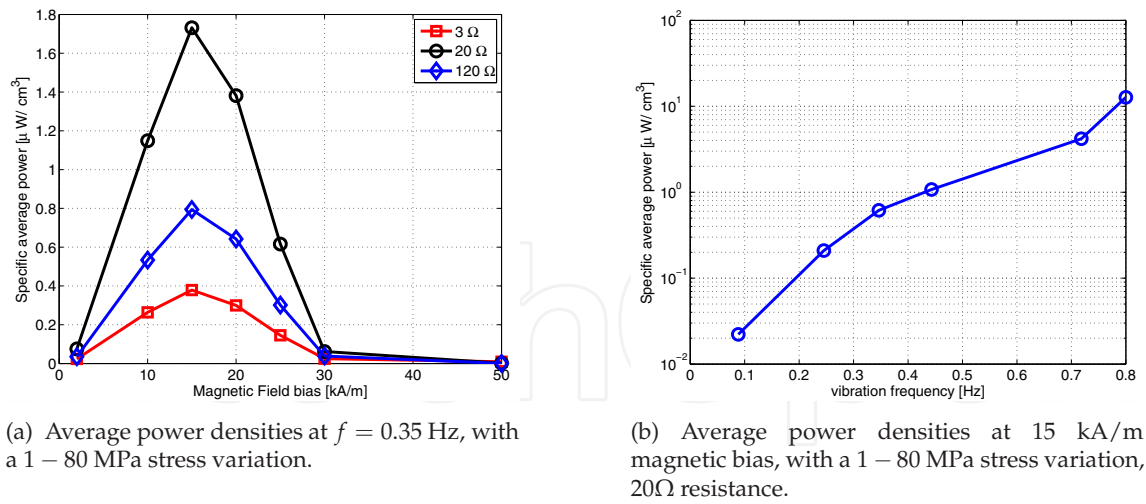 1.8
1.6
1.4
1.2
1
0.8
0.6
0.4
0.2
0
Specific average power [μ W/ cm³]
3 Ω
20 Ω
120 Ω
0 10 20 30 40 50
Magnetic Field bias [kA/m]
(a) Average power densities at f = 0.35 Hz, with
a 1 − 80 MPa stress variation.
10²
10¹
10⁰
10⁻¹
10⁻²
Specific average power [μ W/ cm³]
0 0.1 0.2 0.3 0.4 0.5 0.6 0.7 0.8
vibration frequency [Hz]
(b) Average power densities at 15 kA/m
magnetic bias, with a 1 − 80 MPa stress variation,
20Ω resistance.